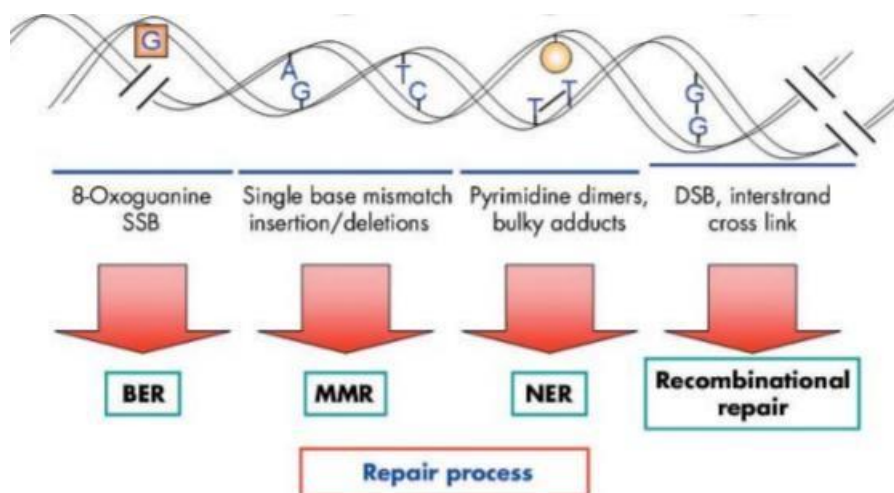 G
A
G
T
C
T
T
G
G
8-Oxoguanine
SSB
Single base mismatch
insertion/deletions
Pyrimidine dimers,
bulky adducts
DSB, interstrand
cross link
BER
MMR
NER
Recombinational
repair
Repair process